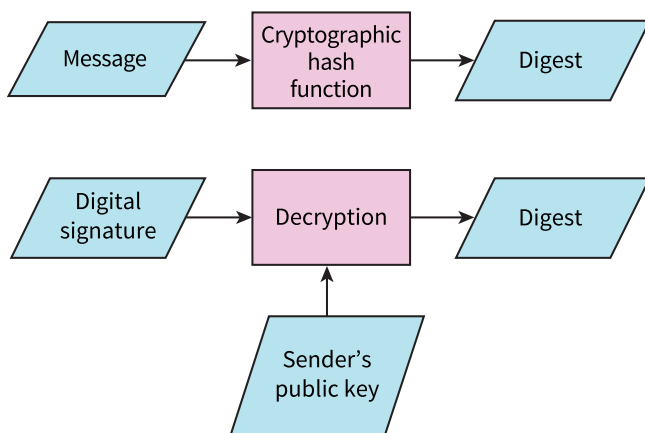 Message
Cryptographic
hash
function
Digest
Digital
signature
Decryption
Digest
Sender’s
public key